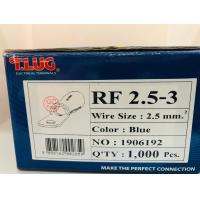 T.LUG
ELECTRICAL TERMINALS
RF 2.5-3
Wire Size : 2.5 mm.²
Color : Blue
NO : 1906192
Q'TY : 1,000 Pcs.
MAKE THE PERFECT CONNECTION